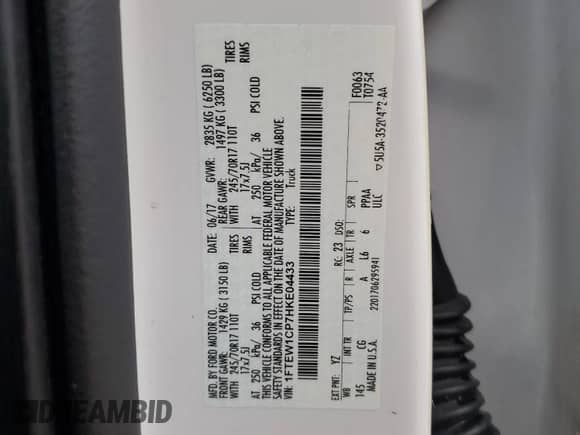 MFD. BY FORD MOTOR CO.
DATE: 06/17 GVWR: 2835 KG ( 6250 LB)
FRONT GAWR: 1429 KG ( 3150 LB) REAR GAWR: 1497 KG ( 3300 LB)
WITH 245/70R17 110T TIRES WITH 245/70R17 110T TIRES
17x7.5J RIMS 17x7.5J RIMS
AT 250 kPa/ 36 PSI COLD AT 250 kPa/ 36 PSI COLD
THIS VEHICLE CONFORMS TO ALL APPLICABLE FEDERAL MOTOR VEHICLE
SAFETY STANDARDS IN EFFECT ON THE DATE OF MANUFACTURE SHOWN ABOVE.
VIN: 1FTEW1CP7HKE04433 TYPE: Truck
F0063
T0754
EXT PNT: YZ RC: 23 DSO:
WB INT TR TP/PS R AXLE TR SPR
145 CG A L6 6 PPAA
ULC
MADE IN U.S.A. 220170629594I
▽5U5A-3520472-AA
DREAMBID